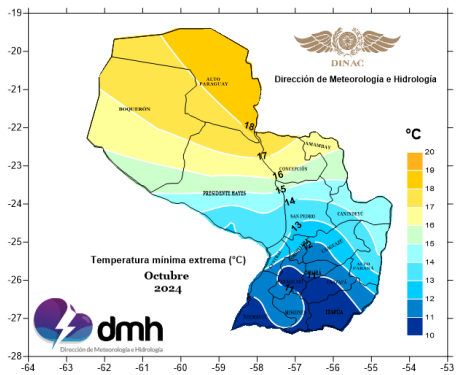 DINAC
Dirección de Meteorología e Hidrología
-19
-20
-21
-22
-23
-24
-25
-26
-27
-28
ALTO
PARAGUAY
BOQUERÓN
18
17
AMAMBAY
CONCEPCIÓN
16
15
PRESIDENTE HAYES
14
SAN PEDRO
CANINDEYÚ
13
12
CAAGUAZÚ
ALTO
PARANÁ
11
11
MISIONES
ITAPÚA
°C
20
19
18
17
16
15
14
13
12
11
10
Temperatura mínima extrema (°C)
Octubre
2024
dmh
Dirección de Meteorología e Hidrología
-64
-63
-62
-61
-60
-59
-58
-57
-56
-55
-54
-53